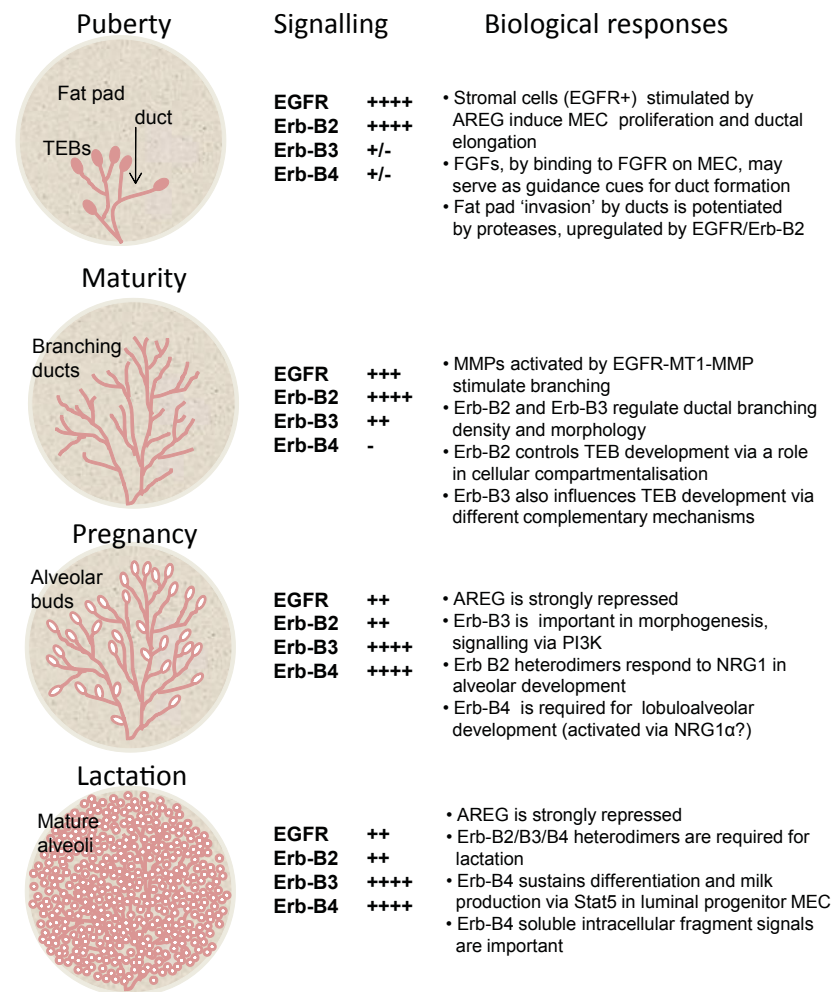 Puberty
Signalling
Biological responses
Fat pad
duct
TEBs
EGFR ++++
Erb-B2 ++++
Erb-B3 +/-
Erb-B4 +/-
• Stromal cells (EGFR+) stimulated by
AREG induce MEC proliferation and ductal
elongation
• FGFs, by binding to FGFR on MEC, may
serve as guidance cues for duct formation
• Fat pad ‘invasion’ by ducts is potentiated
by proteases, upregulated by EGFR/Erb-B2
Maturity
Branching
ducts
EGFR +++
Erb-B2 ++++
Erb-B3 ++
Erb-B4 -
• MMPs activated by EGFR-MT1-MMP
stimulate branching
• Erb-B2 and Erb-B3 regulate ductal branching
density and morphology
• Erb-B2 controls TEB development via a role
in cellular compartmentalisation
• Erb-B3 also influences TEB development via
different complementary mechanisms
Pregnancy
Alveolar
buds
EGFR ++
Erb-B2 ++
Erb-B3 ++++
Erb-B4 ++++
• AREG is strongly repressed
• Erb-B3 is important in morphogenesis,
signalling via PI3K
• Erb B2 heterodimers respond to NRG1 in
alveolar development
• Erb-B4 is required for lobuloalveolar
development (activated via NRG1α?)
Lactation
Mature
alveoli
EGFR ++
Erb-B2 ++
Erb-B3 ++++
Erb-B4 ++++
• AREG is strongly repressed
• Erb-B2/B3/B4 heterodimers are required for
lactation
• Erb-B4 sustains differentiation and milk
production via Stat5 in luminal progenitor MEC
• Erb-B4 soluble intracellular fragment signals
are important